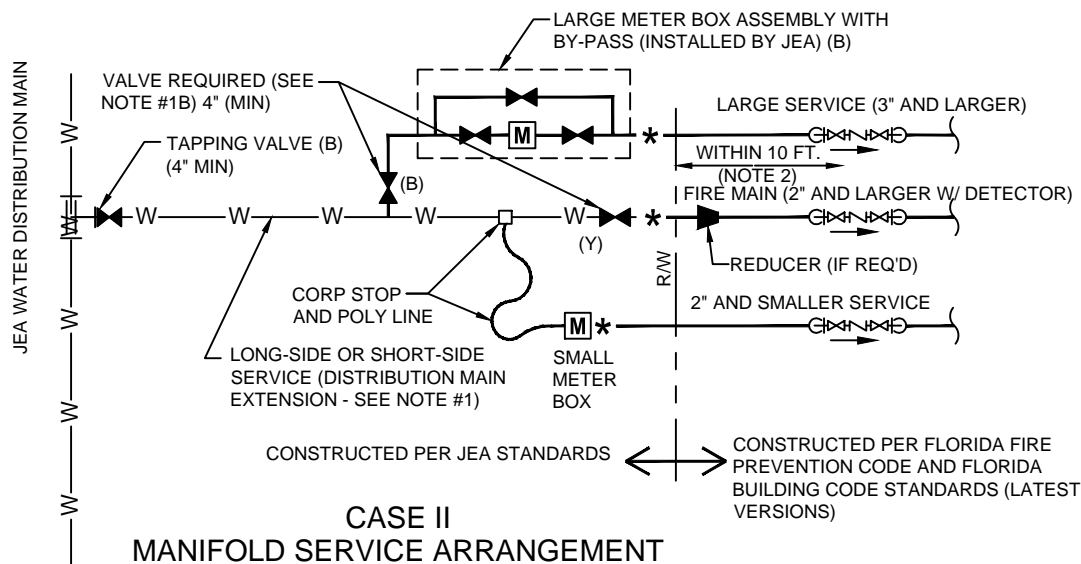 LARGE METER BOX ASSEMBLY WITH
BY-PASS (INSTALLED BY JEA) (B)
VALVE REQUIRED (SEE
NOTE #1B) 4" (MIN)
TAPPING VALVE (B)
(4" MIN)
JEA WATER DISTRIBUTION MAIN
W
W
W
W
W
W
M
*
LARGE SERVICE (3" AND LARGER)
WITHIN 10 FT.
(NOTE 2)
(B)
W
W
W
W
W
*
FIRE MAIN (2" AND LARGER W/ DETECTOR)
(Y)
REDUCER (IF REQ'D)
R/W
CORP STOP
AND POLY LINE
2" AND SMALLER SERVICE
M
*
SMALL
METER
BOX
LONG-SIDE OR SHORT-SIDE
SERVICE (DISTRIBUTION MAIN
EXTENSION - SEE NOTE #1)
CONSTRUCTED PER JEA STANDARDS
CONSTRUCTED PER FLORIDA FIRE
PREVENTION CODE AND FLORIDA
BUILDING CODE STANDARDS (LATEST
VERSIONS)
CASE II
MANIFOLD SERVICE ARRANGEMENT